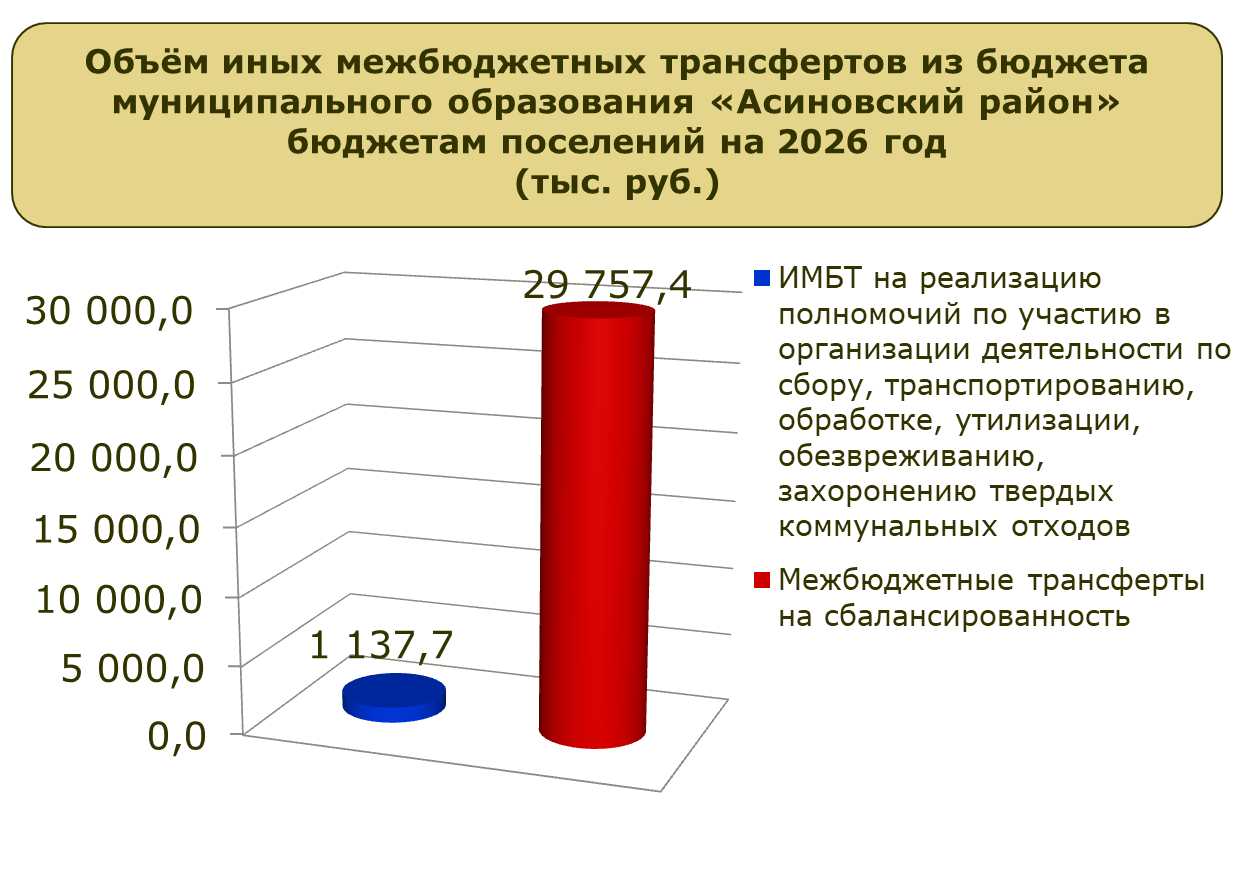 Объём иных межбюджетных трансфертов из бюджета
муниципального образования «Асиновский район»
бюджетам поселений на 2026 год
(тыс. руб.)
30 000,0
25 000,0
20 000,0
15 000,0
10 000,0
5 000,0
0,0
1 137,7
29 757,4
ИМБТ на реализацию
полномочий по участию в
организации деятельности по
сбору, транспортированию,
обработке, утилизации,
обезвреживанию,
захоронению твердых
коммунальных отходов
Межбюджетные трансферты
на сбалансированность